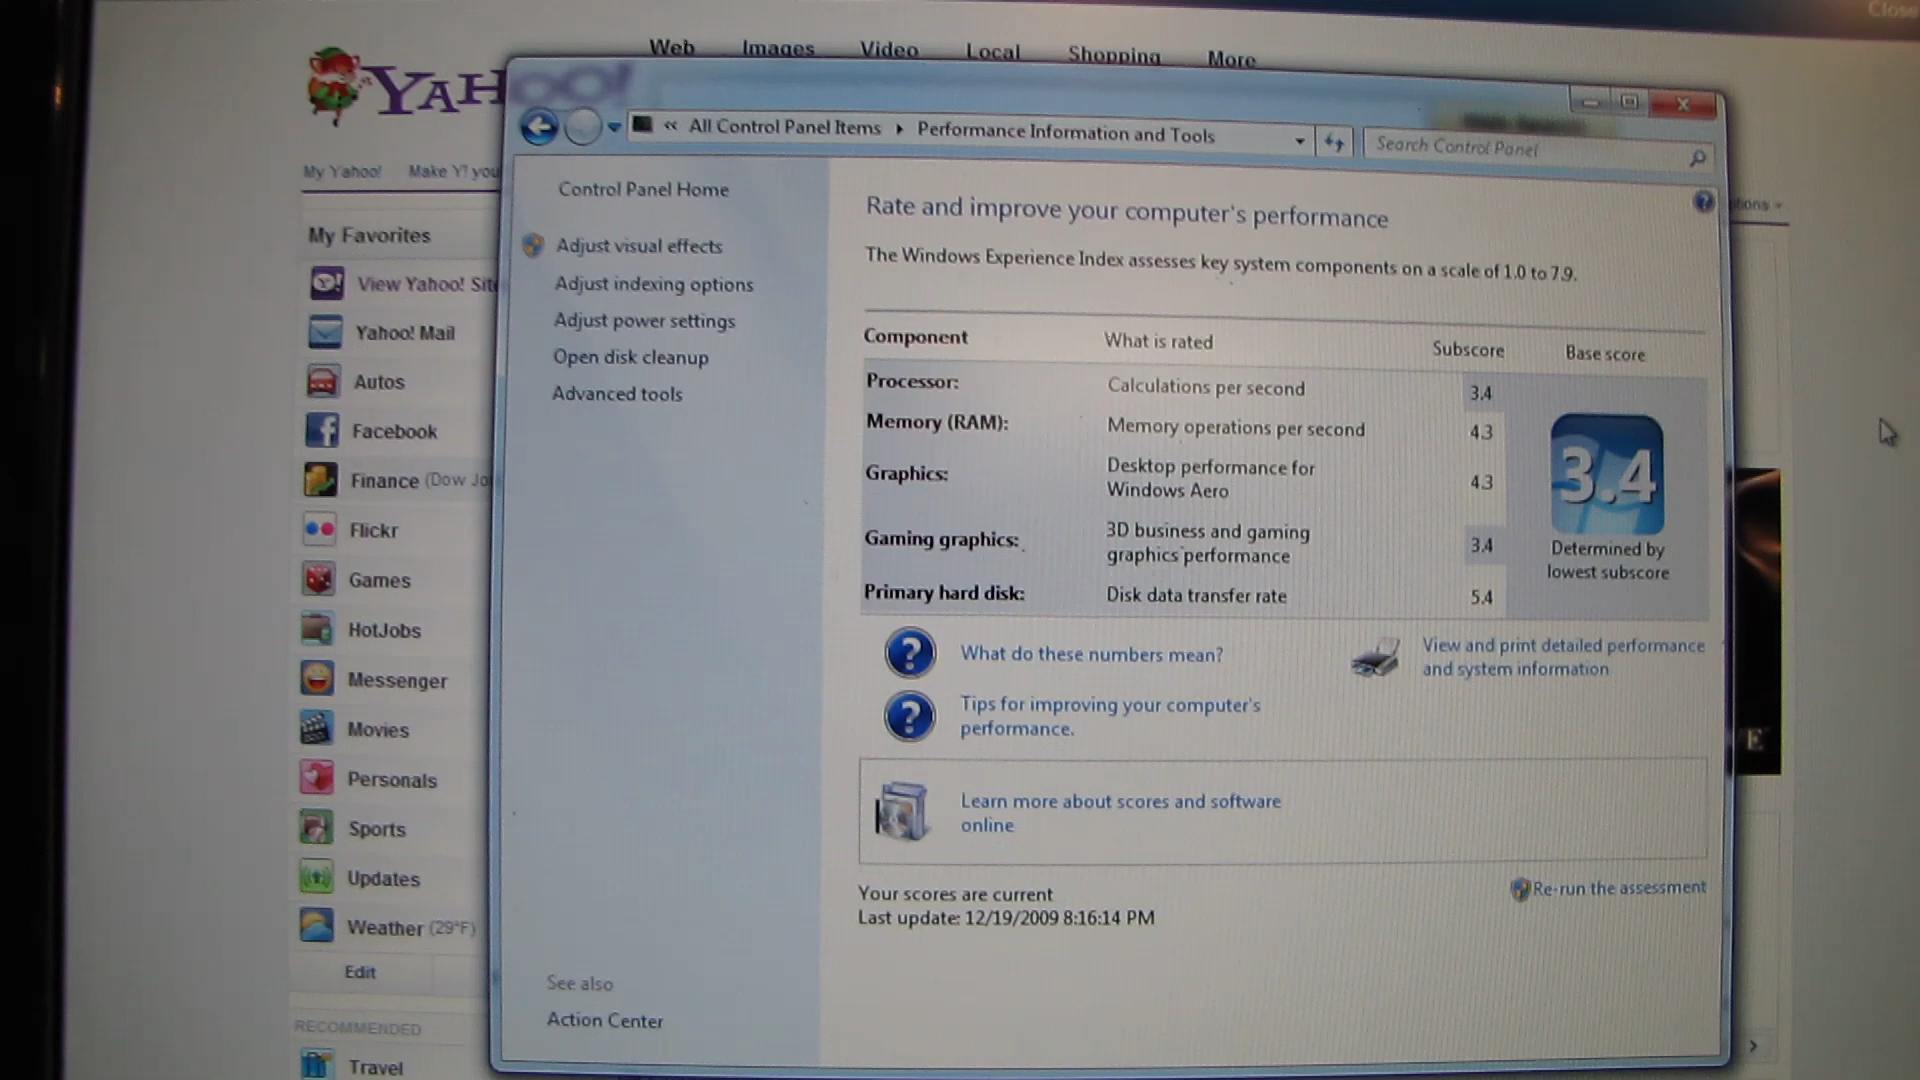 Close
Web Images Video Local Shopping More
YAHOO!
All Control Panel Items Performance Information and Tools
Search Control Panel
My Yahoo! Make Y! you
Control Panel Home
Adjust visual effects
Adjust indexing options
Adjust power settings
Open disk cleanup
Advanced tools
See also
Action Center
My Favorites
View Yahoo! Site
Yahoo! Mail
Autos
Facebook
Finance (Dow Jo
Flickr
Games
HotJobs
Messenger
Movies
Personals
Sports
Updates
Weather (29°F)
Edit
RECOMMENDED
Travel
Rate and improve your computer's performance
The Windows Experience Index assesses key system components on a scale of 1.0 to 7.9.
Component What is rated Subscore Base score
Processor: Calculations per second 3.4
Memory (RAM): Memory operations per second 4.3
Graphics: Desktop performance for
Windows Aero 4.3
Gaming graphics: 3D business and gaming
graphics performance 3.4
Primary hard disk: Disk data transfer rate 5.4
3.4
Determined by
lowest subscore
What do these numbers mean?
View and print detailed performance
and system information
Tips for improving your computer's
performance.
Learn more about scores and software
online
Your scores are current
Last update: 12/19/2009 8:16:14 PM
Re-run the assessment
E